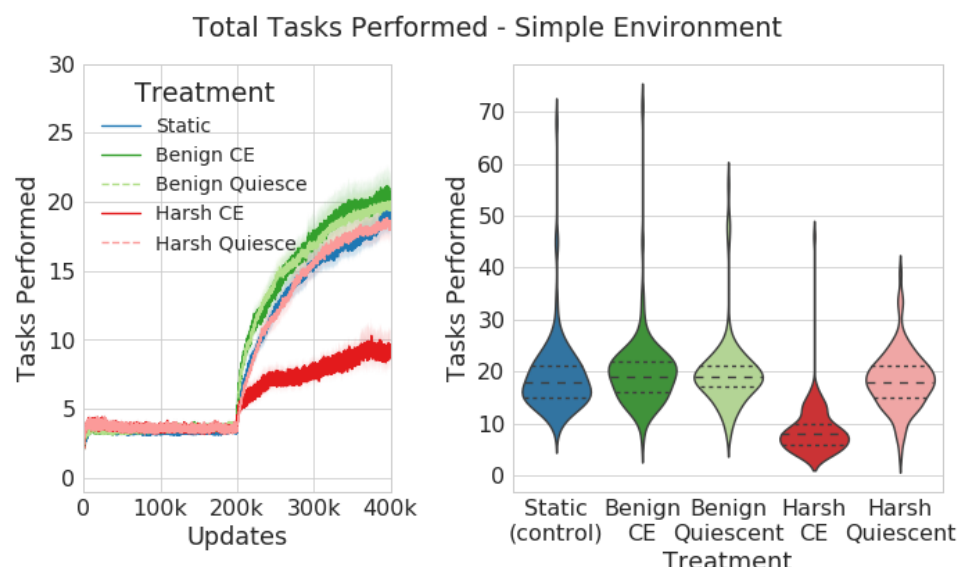 Total Tasks Performed - Simple Environment
Tasks Performed
30
25
20
15
10
5
0
Treatment
Static
Benign CE
Benign Quiesce
Harsh CE
Harsh Quiesce
0 100k 200k 300k 400k
Updates
Tasks Performed
70
60
50
40
30
20
10
0
Static Benign Benign Harsh Harsh
(control) CE Quiescent CE Quiescent
Treatment